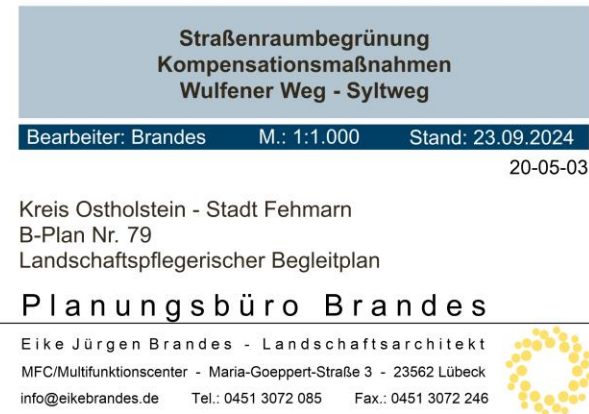 Straßenraumbegrünung
Kompensationsmaßnahmen
Wulfener Weg - Syltweg
Bearbeiter: Brandes M.: 1:1.000 Stand: 23.09.2024
20-05-03
Kreis Ostholstein - Stadt Fehmarn
B-Plan Nr. 79
Landschaftspflegerischer Begleitplan
Planungsbüro Brandes
Eike Jürgen Brandes - Landschaftsarchitekt
MFC/Multifunktionscenter - Maria-Goeppert-Straße 3 - 23562 Lübeck
info@eikebrandes.de Tel.: 0451 3072 085 Fax.: 0451 3072 246